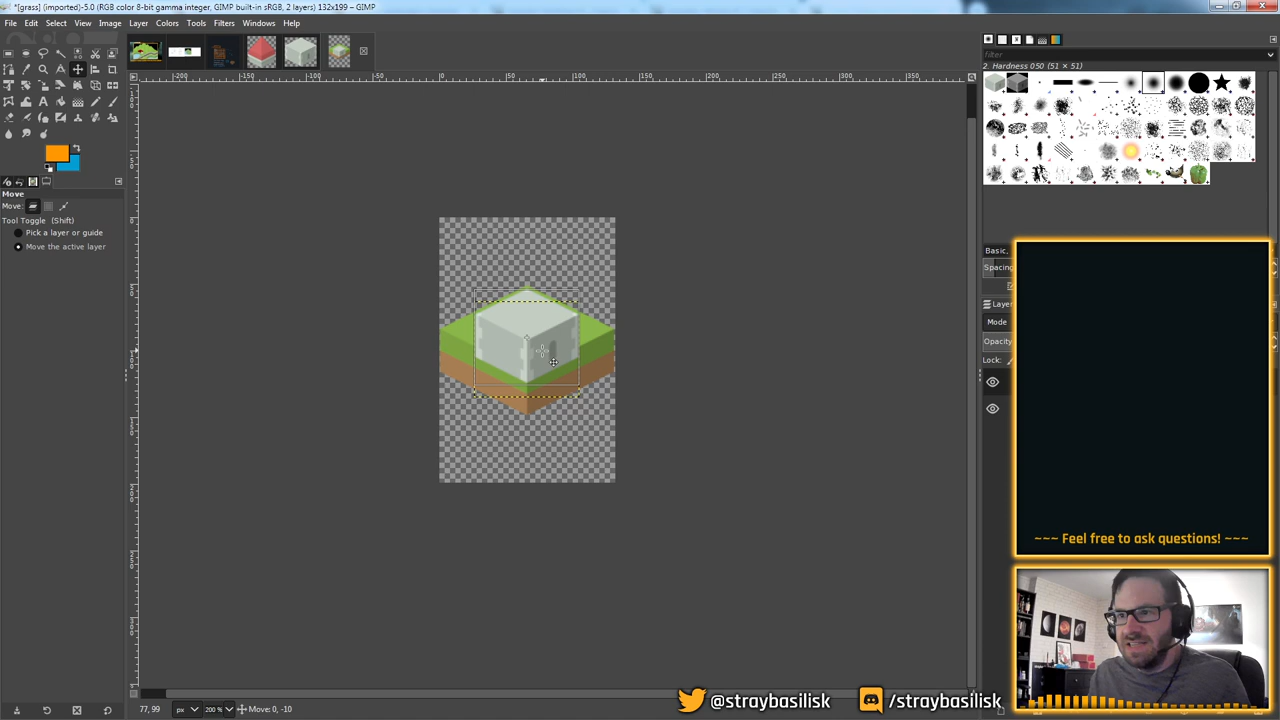 *[grass] (imported)-5.0 (RGB color 8-bit gamma integer, GIMP built-in sRGB, 2 layers) 132x199 – GIMP
File Edit Select View Image Layer Colors Tools Filters Windows Help
filter
2. Hardness 050 (51 × 51)
Move
Move:
Tool Toggle (Shift)
Pick a layer or guide
Move the active layer
Basic,
Spacing
Layer
Mode
Opacity
Lock:
~~~ Feel free to ask questions! ~~~
77, 99 px 200 % Move: 0, -10
@straybasilisk /straybasilisk